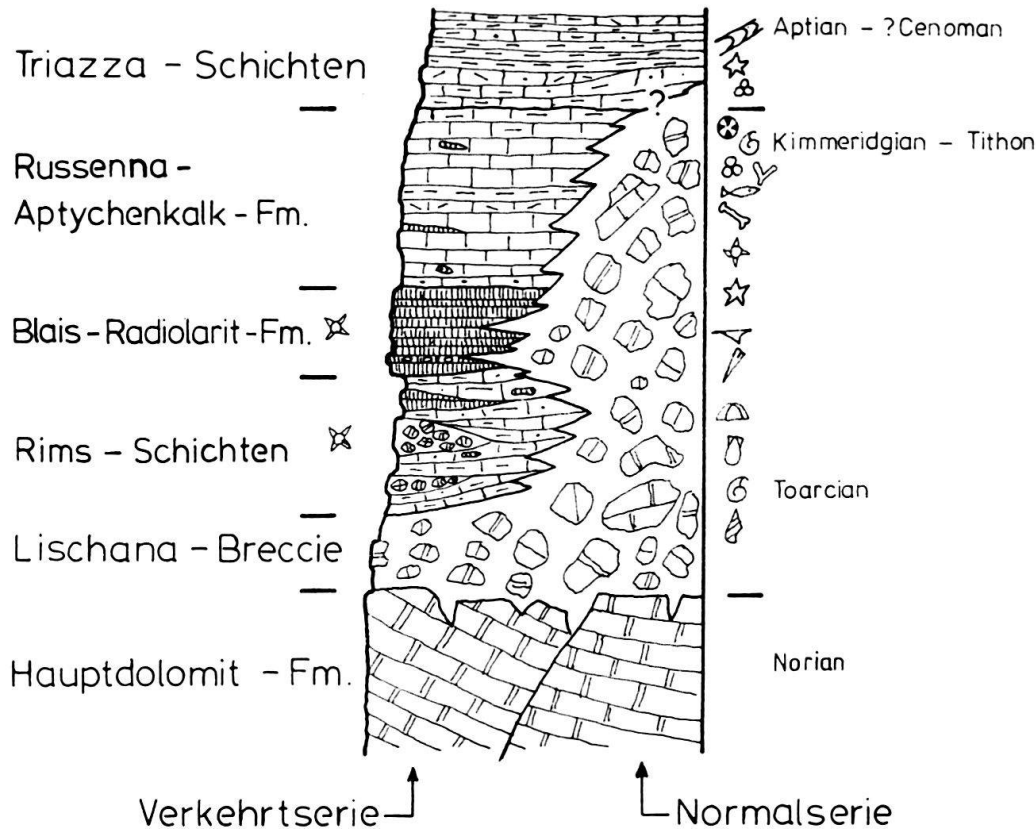 Triazza – Schichten
Russenna –
Aptychenkalk – Fm.
Blais – Radiolarit – Fm.
Rims – Schichten
Lischana – Breccie
Hauptdolomit – Fm.
?
Aptian – ?Cenoman
Kimmeridgian – Tithon
Toarcian
Norian
Verkehrtserie
Normalserie